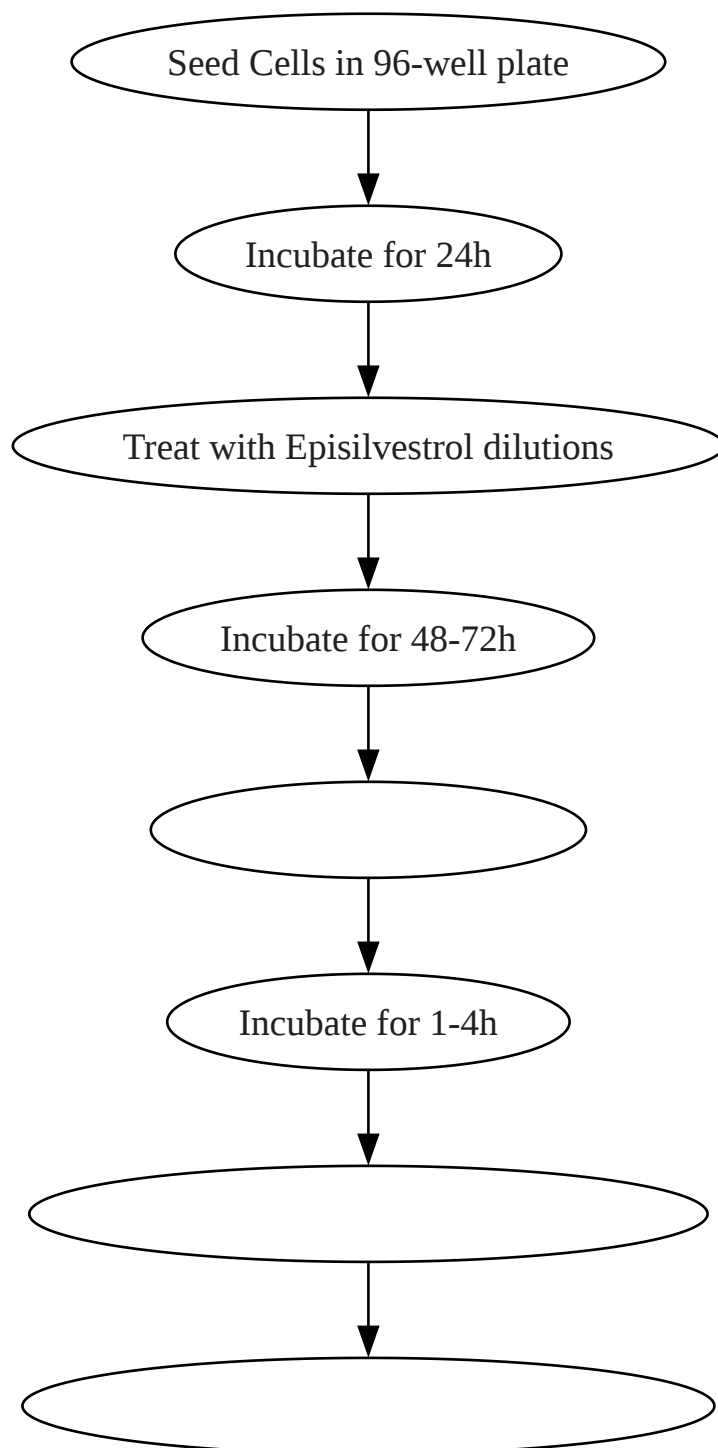 Seed Cells in 96-well plate
Incubate for 24h
Treat with Episilvestrol dilutions
Incubate for 48-72h
Incubate for 1-4h